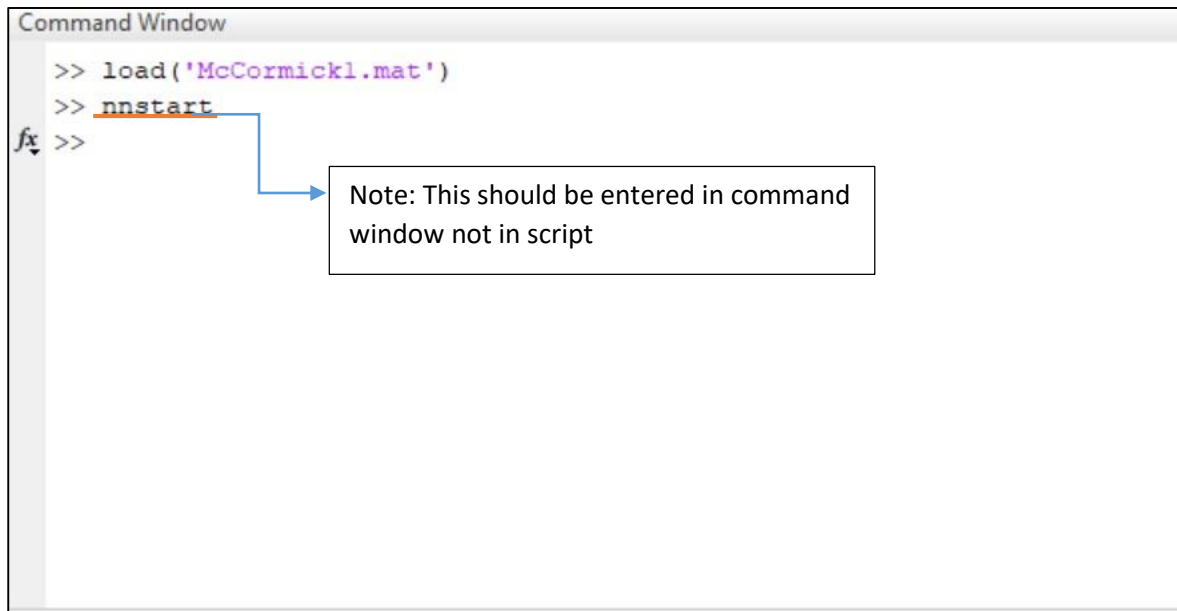 Command Window
>> load('McCormick1.mat')
>> nnstart
fx >>
Note: This should be entered in command
window not in script